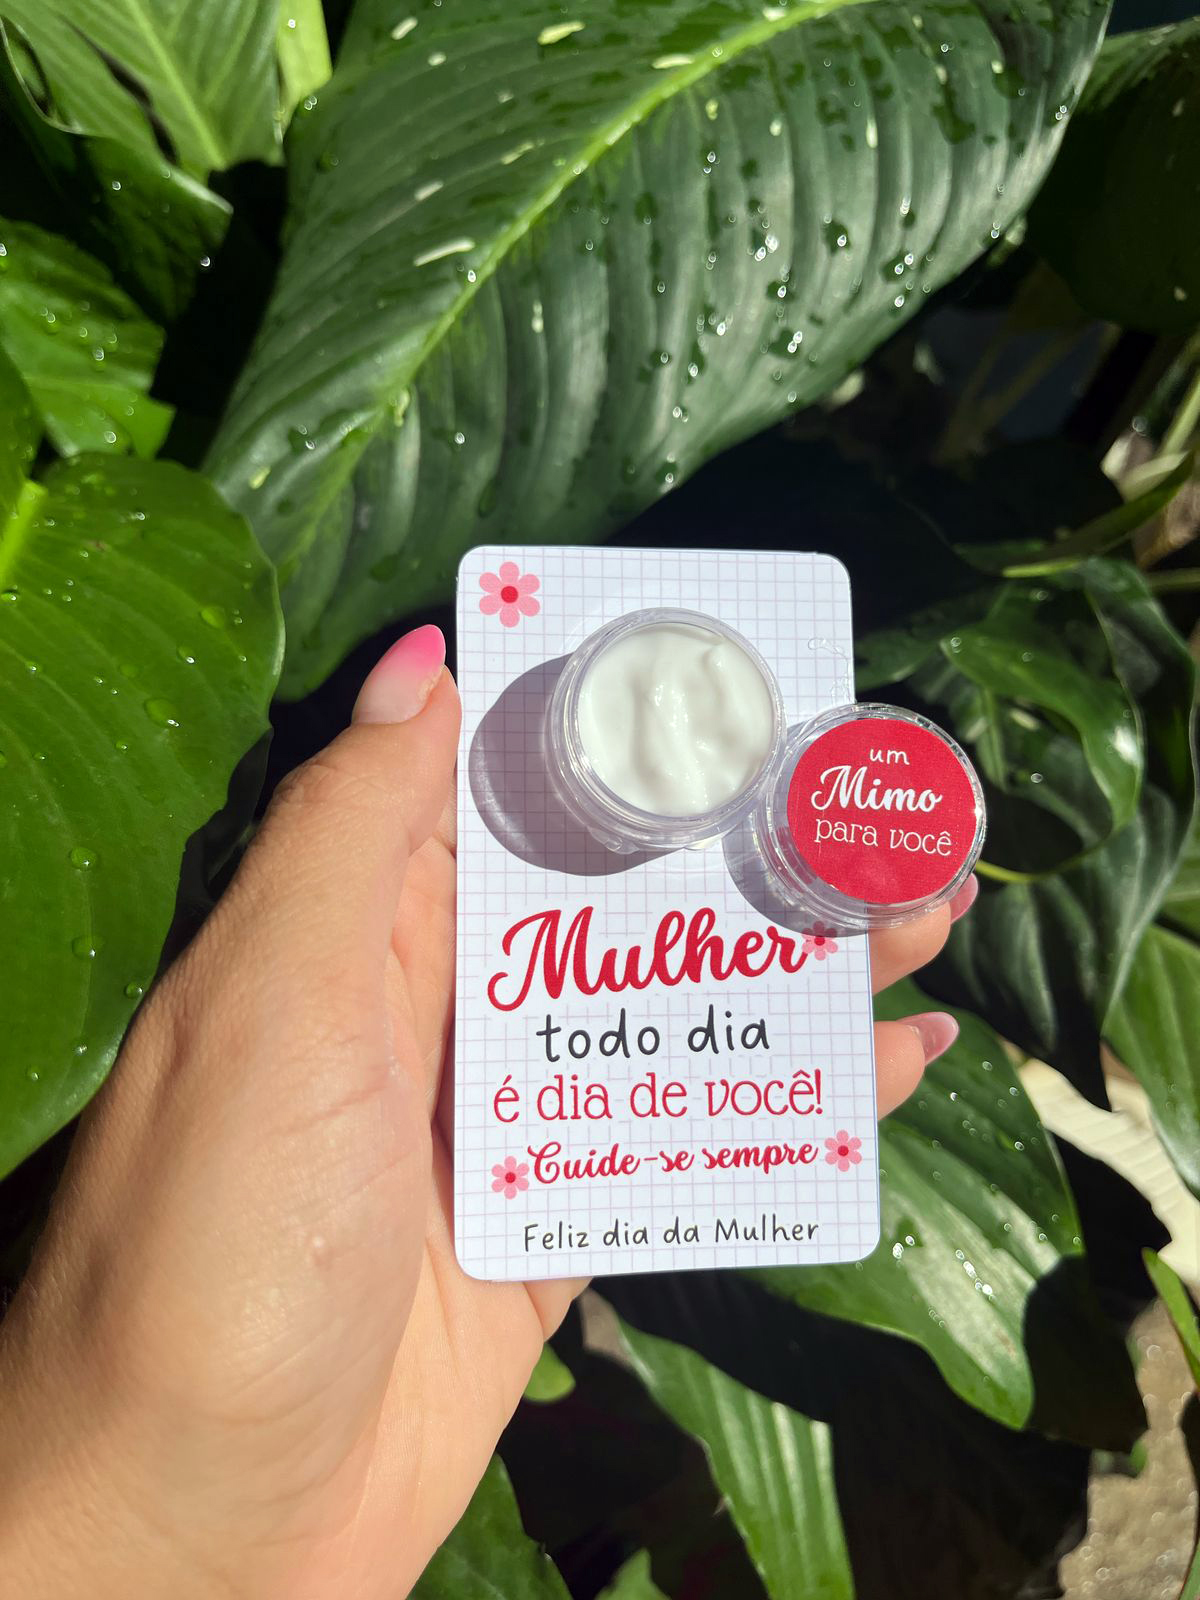 um
Mimo
para você
Mulher
todo dia
é dia de você!
Cuide-se sempre
Feliz dia da Mulher